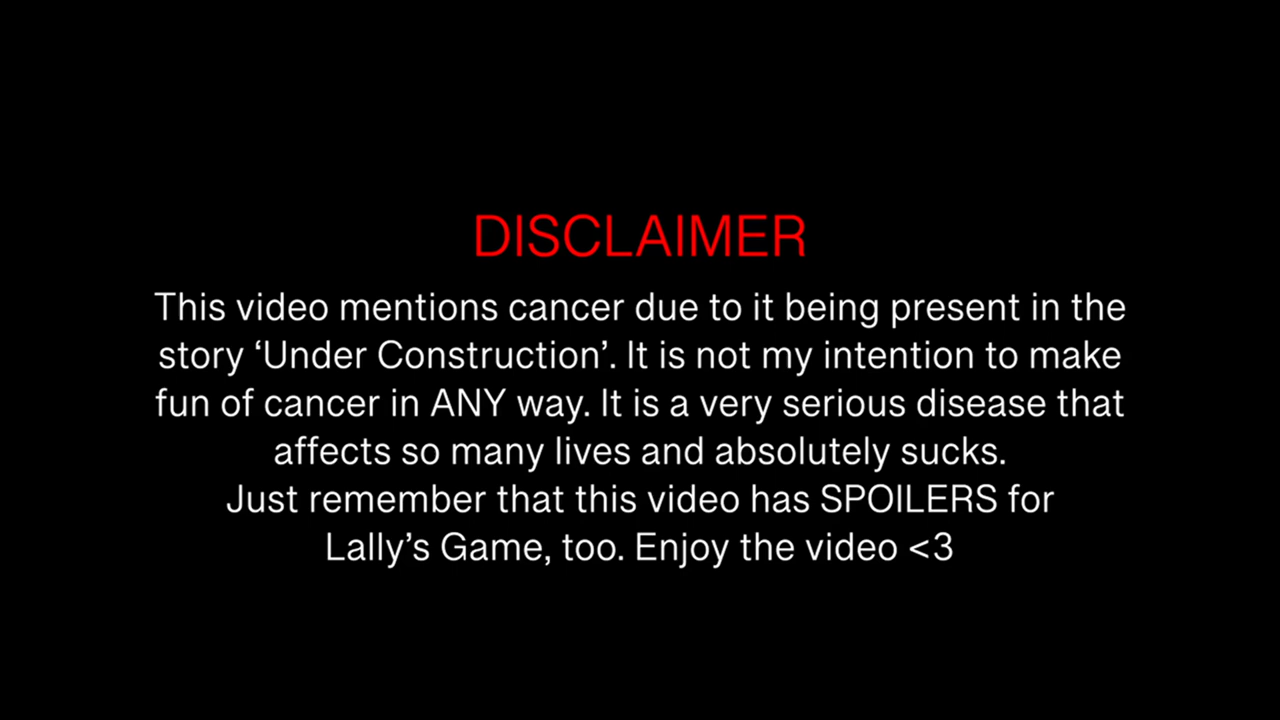 DISCLAIMER
This video mentions cancer due to it being present in the
story ‘Under Construction’. It is not my intention to make
fun of cancer in ANY way. It is a very serious disease that
affects so many lives and absolutely sucks.
Just remember that this video has SPOILERS for
Lally’s Game, too. Enjoy the video <3